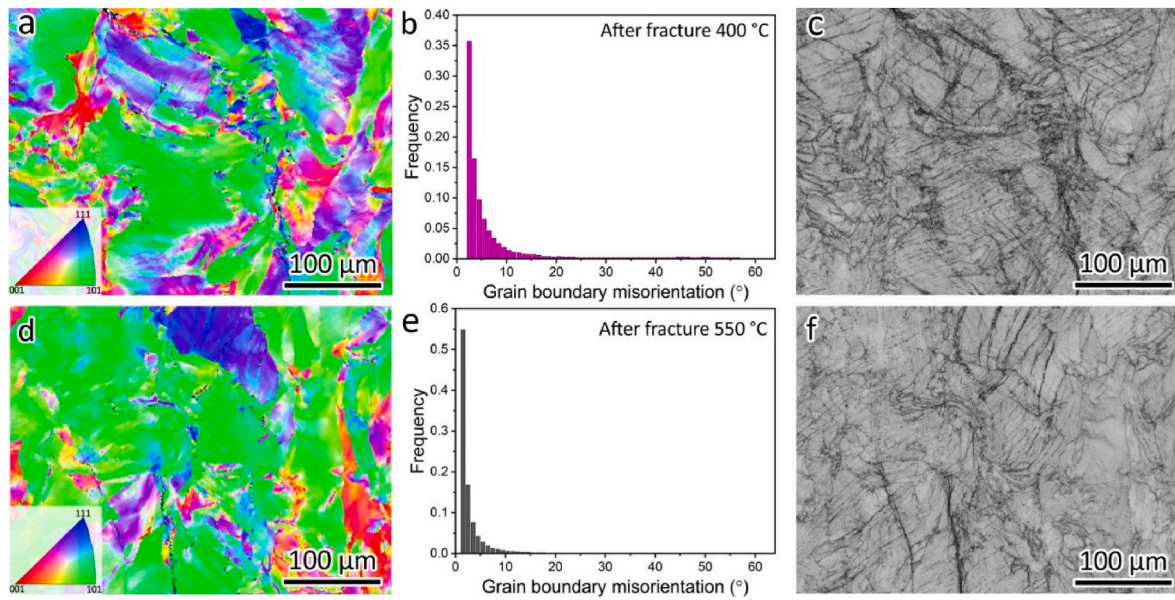 a
111
001
101
100 µm
b
After fracture 400 °C
Frequency
0.40
0.35
0.30
0.25
0.20
0.15
0.10
0.05
0.00
0 10 20 30 40 50 60
Grain boundary misorientation (°)
c
100 µm
d
111
001
101
100 µm
e
After fracture 550 °C
Frequency
0.6
0.5
0.4
0.3
0.2
0.1
0.0
0 10 20 30 40 50 60
Grain boundary misorientation (°)
f
100 µm